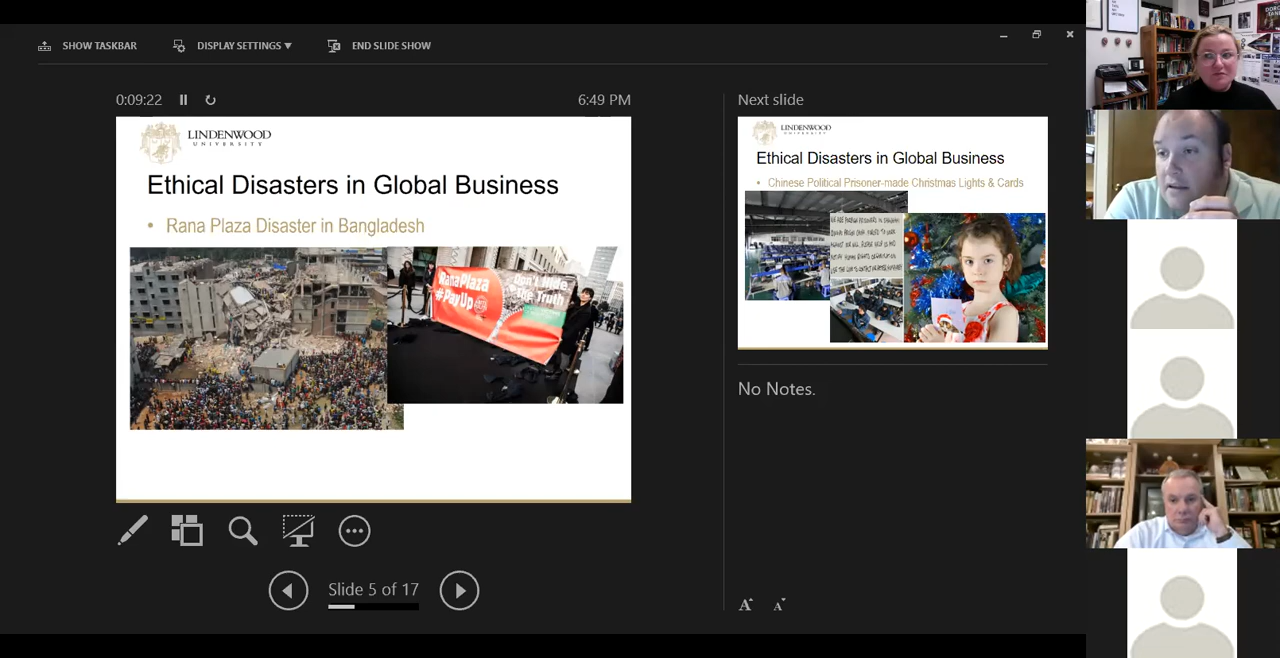 SHOW TASKBAR
DISPLAY SETTINGS ▼
END SLIDE SHOW
0:09:22
6:49 PM
LINDENWOOD
UNIVERSITY
Ethical Disasters in Global Business
• Rana Plaza Disaster in Bangladesh
Rana Plaza
#PayUp
Don't Hide
The Truth
Slide 5 of 17
Next slide
LINDENWOOD
UNIVERSITY
Ethical Disasters in Global Business
• Chinese Political Prisoner-made Christmas Lights & Cards
No Notes.
A
A